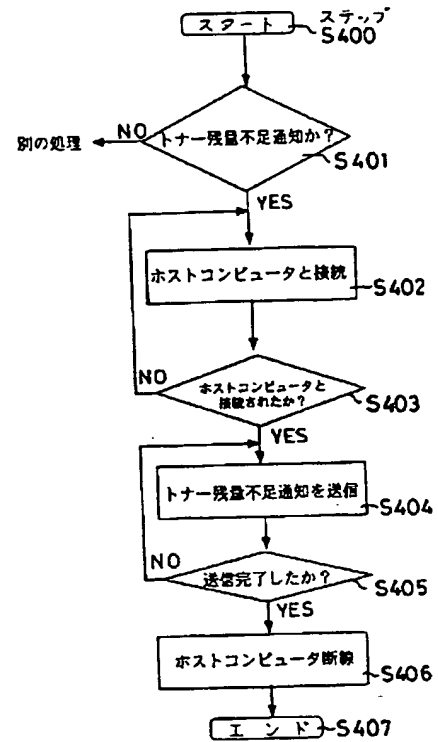 スタート
ステップ
S400
トナー残量不足通知か？
S401
NO
別の処理
YES
ホストコンピュータと接続
S402
ホストコンピュータと
接続されたか？
S403
NO
YES
トナー残量不足通知を送信
S404
送信完了したか？
S405
NO
YES
ホストコンピュータ断線
S406
エンド
S407